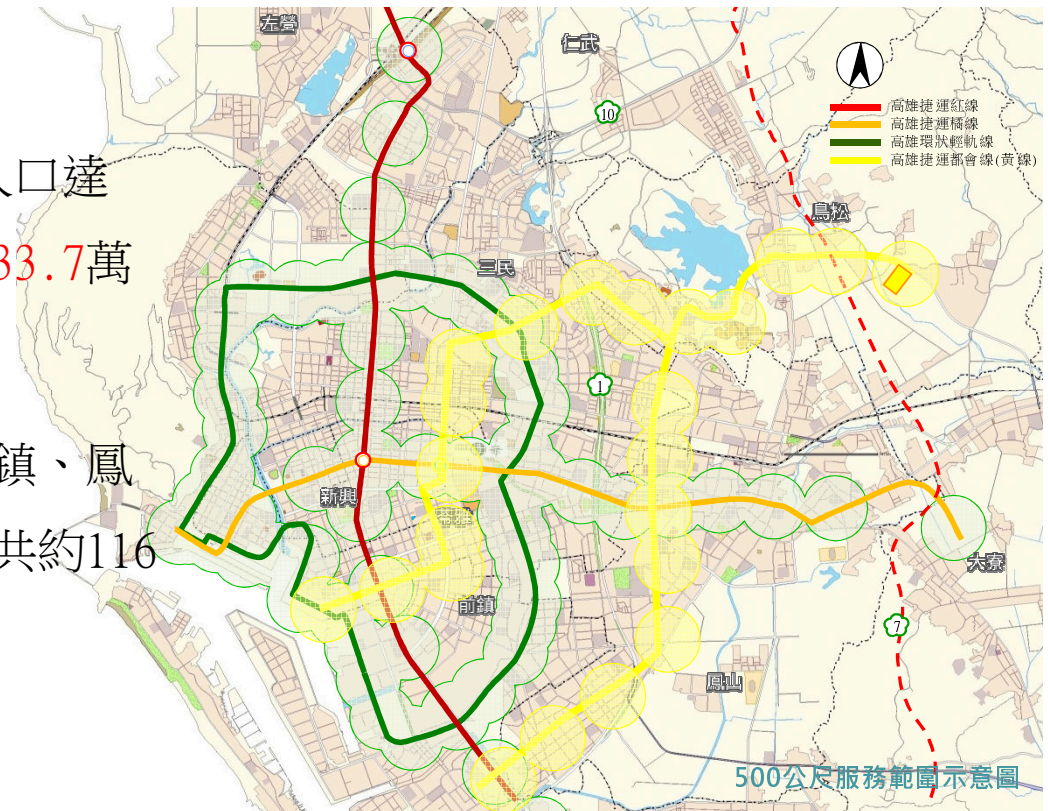 左營
仁武
10
高雄捷運紅線
高雄捷運橘線
高雄環狀輕軌線
高雄捷運都會線(黃線)
人口達
鳥松
33.7萬
三民
1
鎮、鳳
新興
共約116
大寮
前鎮
7
鳳山
500公尺服務範圍示意圖